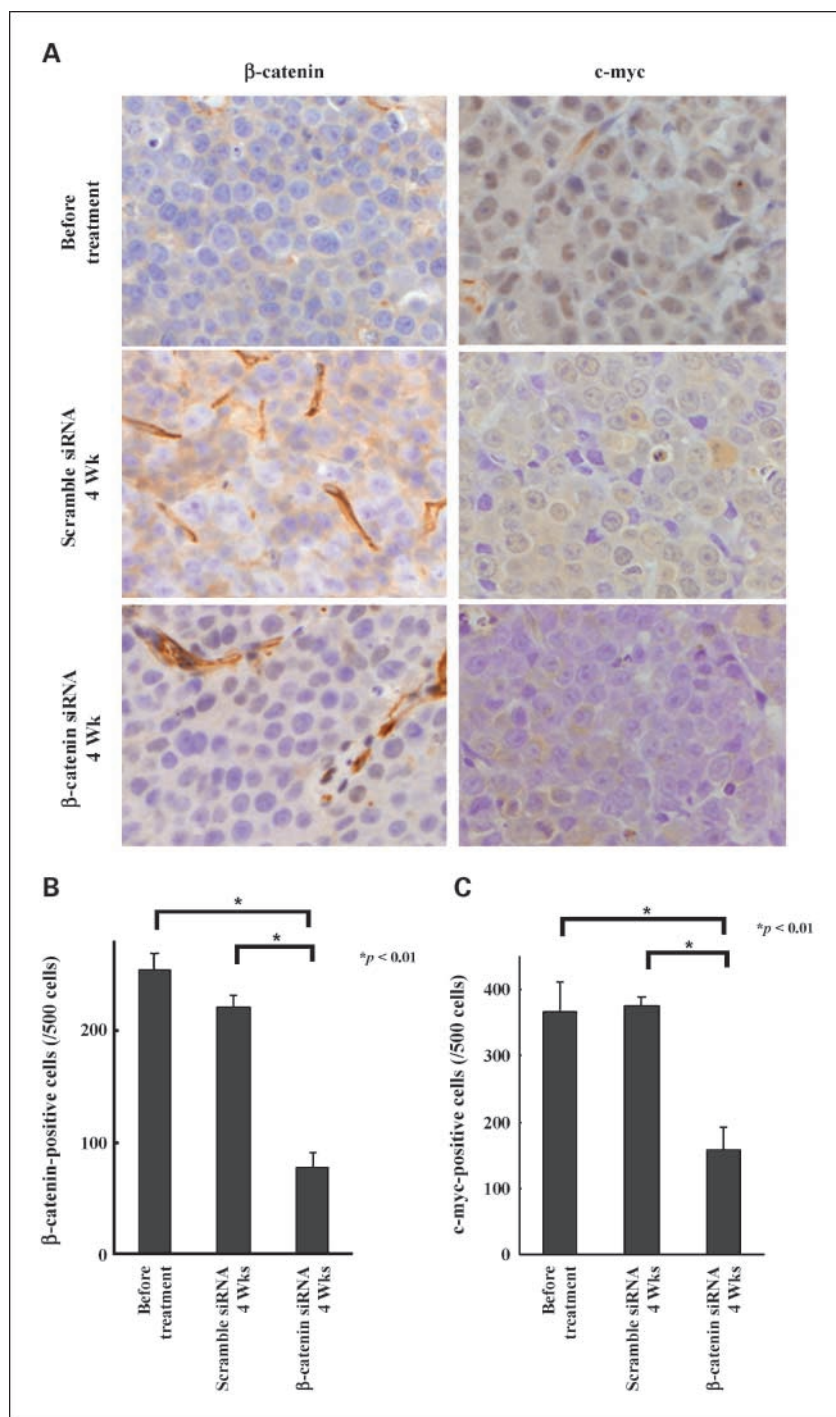 A
β-catenin
c-myc
Before
treatment
Scramble siRNA
4 Wk
β-catenin siRNA
4 Wk
B
*
*
*p < 0.01
β-catenin-positive cells (/500 cells)
200
100
0
Before
treatment
Scramble siRNA
4 Wks
β-catenin siRNA
4 Wks
C
*
*
*p < 0.01
c-myc-positive cells (/500 cells)
400
300
200
100
0
Before
treatment
Scramble siRNA
4 Wks
β-catenin siRNA
4 Wks